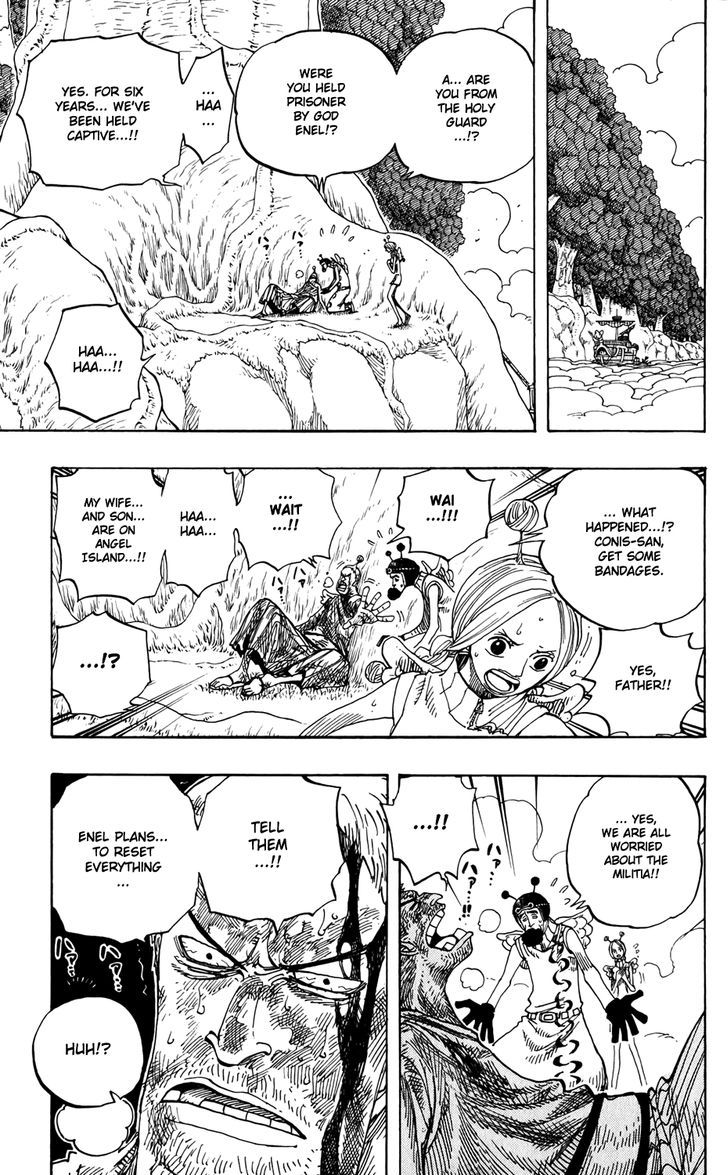 A... ARE
YOU FROM
THE HOLY
GUARD
...!?
WERE
YOU HELD
PRISONER
BY GOD
ENEL!?
...
HAA
...
YES. FOR SIX
YEARS... WE'VE
BEEN HELD
CAPTIVE...!!
HAA...
HAA...!!
... WHAT
HAPPENED...!?
CONIS-SAN,
GET SOME
BANDAGES.
YES,
FATHER!!
WAI
...!!!
...
WAIT
...!!
HAA...
HAA...
MY WIFE...
AND SON...
ARE ON
ANGEL
ISLAND...!!
...!?
... YES,
WE ARE ALL
WORRIED
ABOUT THE
MILITIA!!
...!!
TELL
THEM
...!!
ENEL PLANS...
TO RESET
EVERYTHING
...
HUH!?